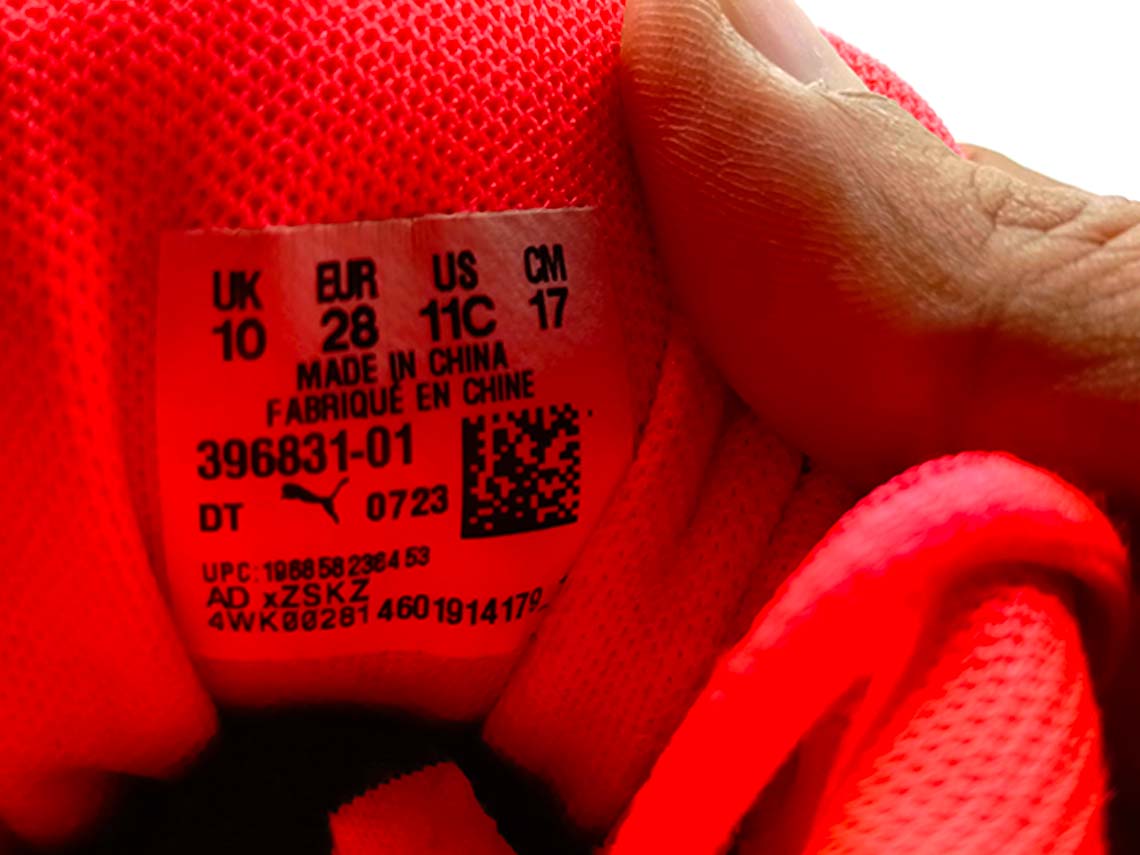 UK EUR US CM
10 28 11C 17
MADE IN CHINA
FABRIQUÉ EN CHINE
396831-01
DT 0723
UPC: 196858236453
AD xZSKZ
4WK00281 4601914179